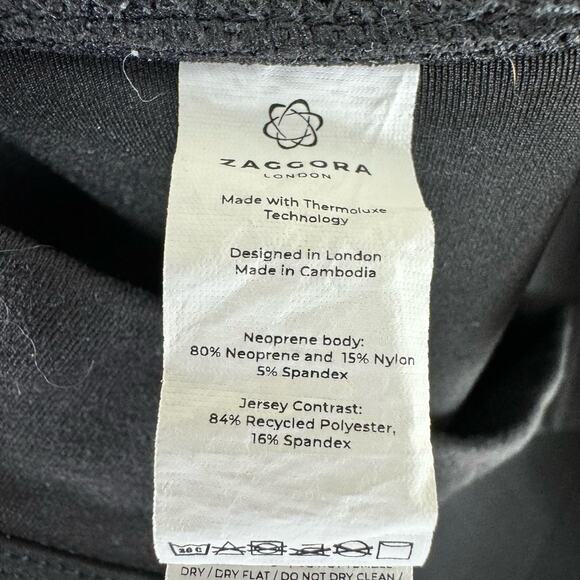 ZAGGORA
LONDON
Made with Thermoluxe
Technology
Designed in London
Made in Cambodia
Neoprene body:
80% Neoprene and 15% Nylon
5% Spandex
Jersey Contrast:
84% Recycled Polyester,
16% Spandex
30 C
DRY / DRY FLAT / DO NOT DRY CLEAN /